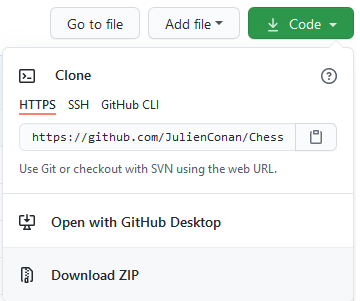 Go to file Add file Code
Clone
HTTPS SSH GitHub CLI
https://github.com/JulienConan/Chess
Use Git or checkout with SVN using the web URL.
Open with GitHub Desktop
Download ZIP